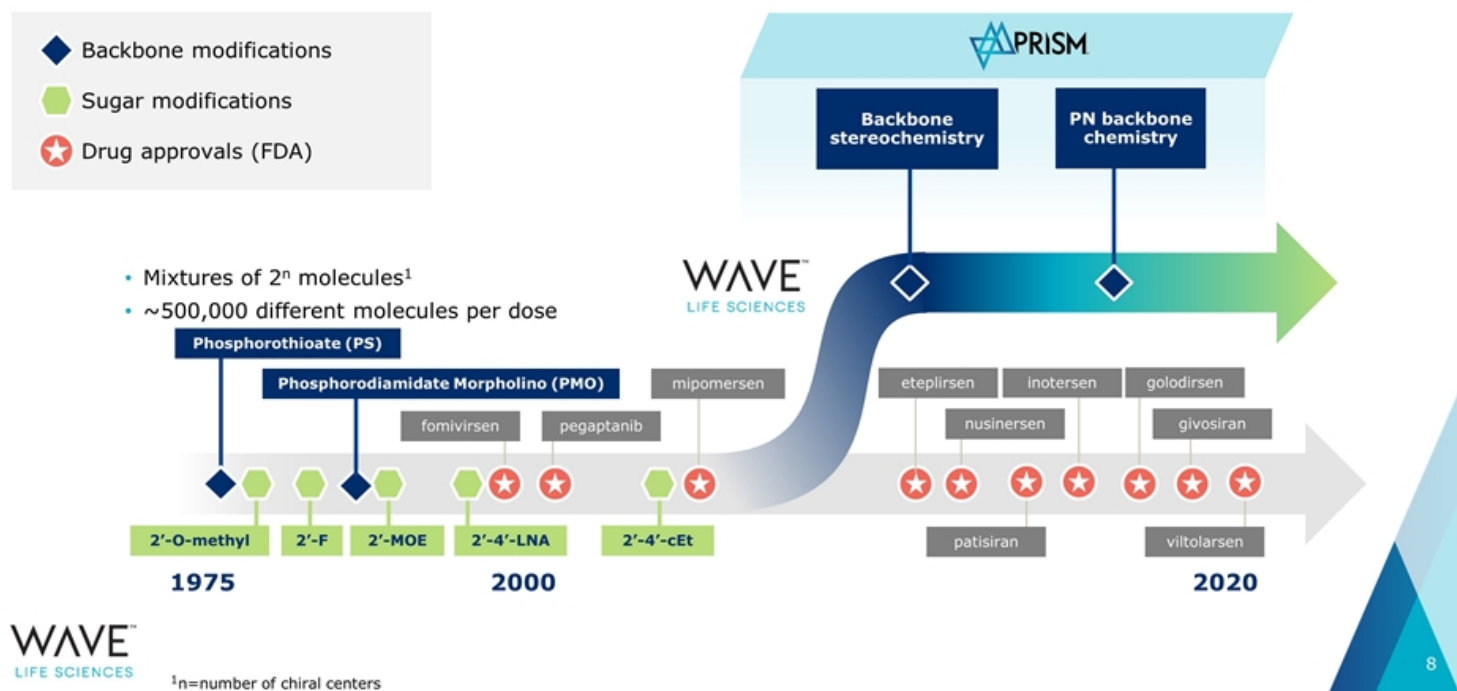 Backbone modifications
Sugar modifications
Drug approvals (FDA)
PRISM
Backbone
stereochemistry
PN backbone
chemistry
• Mixtures of 2ⁿ molecules¹
• ~500,000 different molecules per dose
WAVE™
LIFE SCIENCES
Phosphorothioate (PS)
Phosphorodiamidate Morpholino (PMO)
mipomersen
eteplirsen
inotersen
golodirsen
fomivirsen
pegaptanib
nusinersen
givosiran
2′-O-methyl
2′-F
2′-MOE
2′-4′-LNA
2′-4′-cEt
patisiran
viltolarsen
1975
2000
2020
WAVE™
LIFE SCIENCES
¹n=number of chiral centers
8